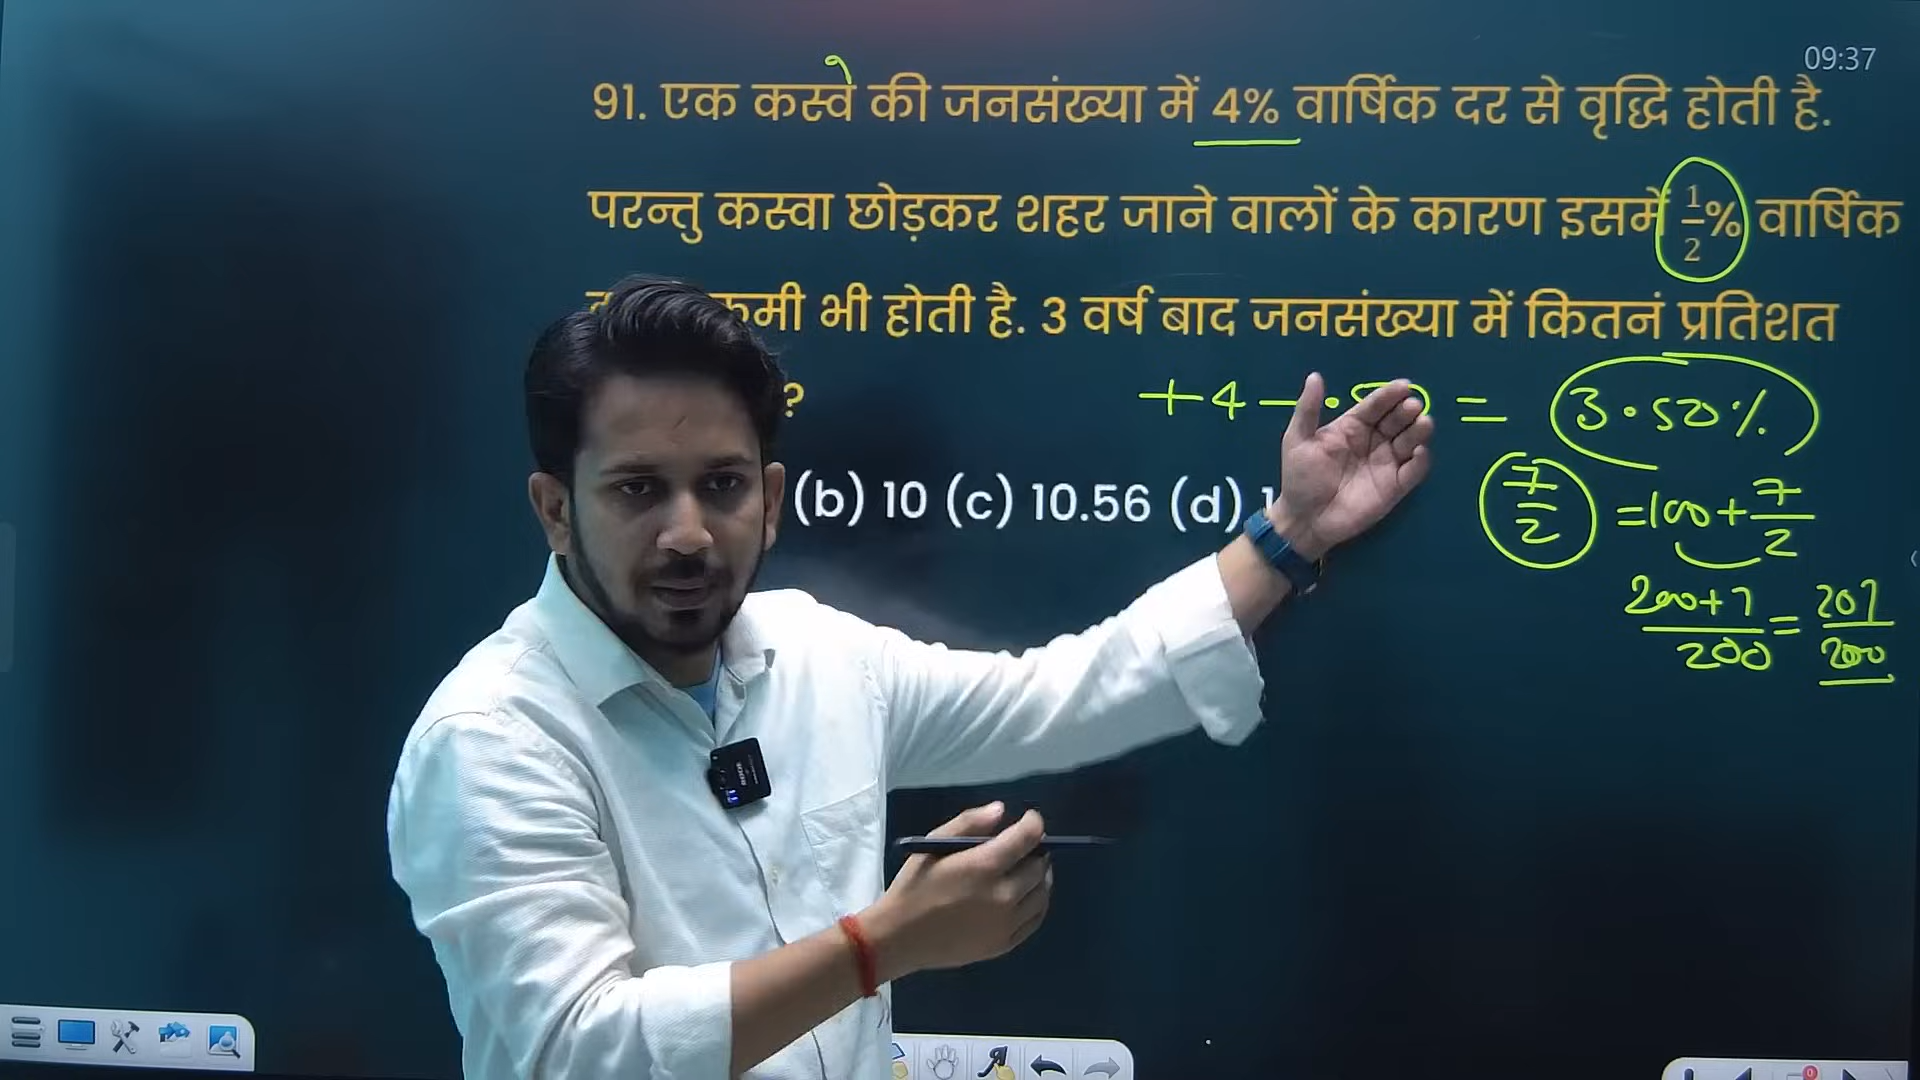 09:37
91. एक कस्वे की जनसंख्या में 4% वार्षिक दर से वृद्धि होती है.
परन्तु कस्वा छोड़कर शहर जाने वालों के कारण इसमें 1/2% वार्षिक
कमी भी होती है. 3 वर्ष बाद जनसंख्या में कितनं प्रतिशत
?
+4 - .50 = 3.50%
(b) 10 (c) 10.56 (d)
7/2 = 100 + 7/2
200+7/200 = 207/200
RODE